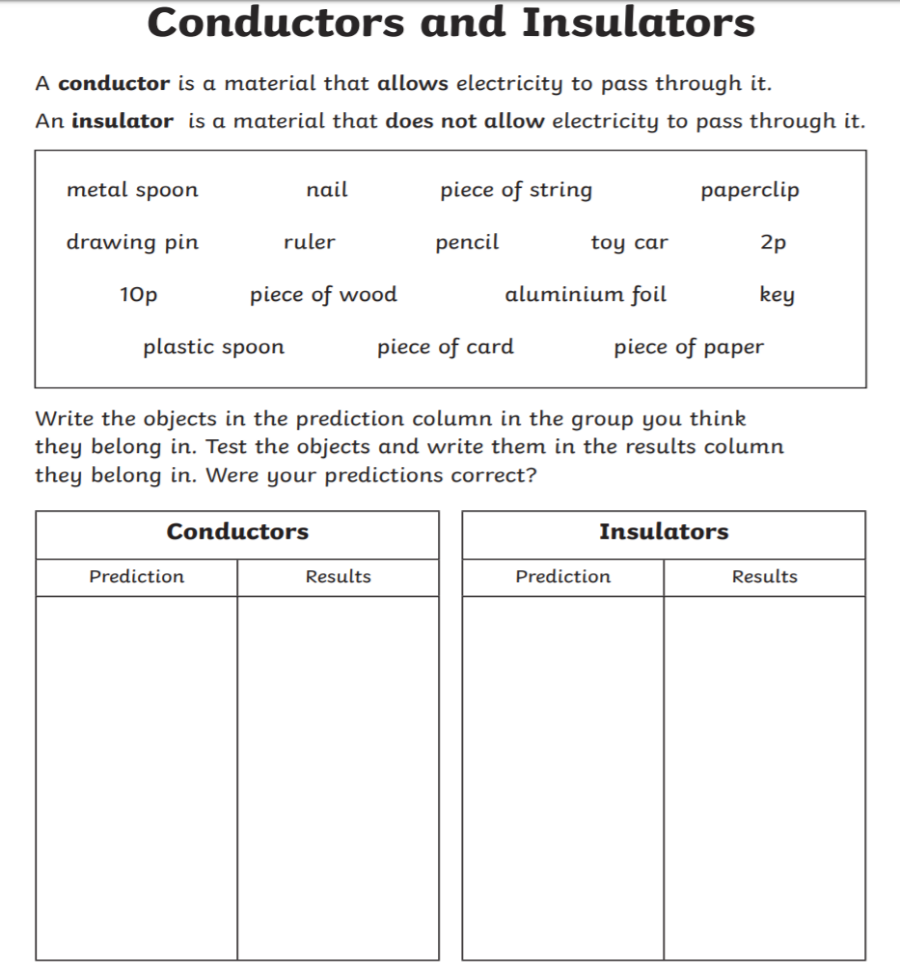 Conductors and Insulators
A conductor is a material that allows electricity to pass through it.
An insulator is a material that does not allow electricity to pass through it.
metal spoon nail piece of string paperclip
drawing pin ruler pencil toy car 2p
10p piece of wood aluminium foil key
plastic spoon piece of card piece of paper
Write the objects in the prediction column in the group you think
they belong in. Test the objects and write them in the results column
they belong in. Were your predictions correct?
Conductors Insulators
Prediction Results Prediction Results